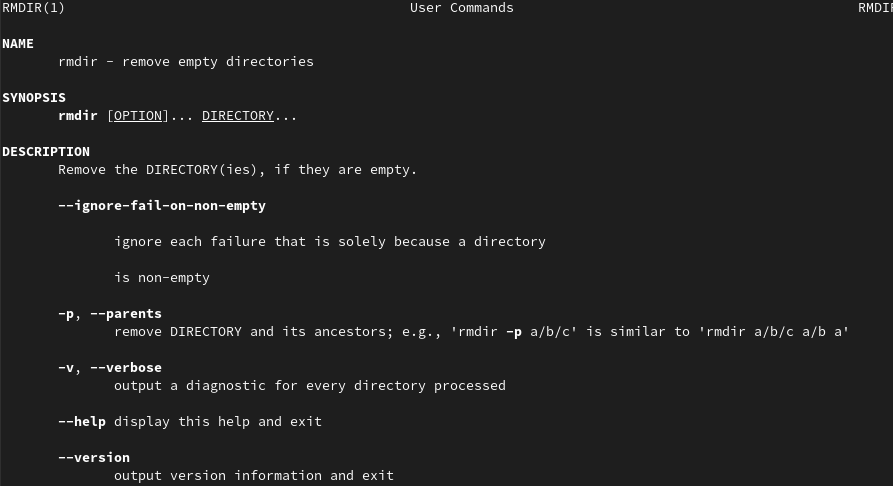 RMDIR(1) User Commands
NAME
rmdir - remove empty directories
SYNOPSIS
rmdir [OPTION]... DIRECTORY...
DESCRIPTION
Remove the DIRECTORY(ies), if they are empty.
--ignore-fail-on-non-empty
ignore each failure that is solely because a directory
is non-empty
-p, --parents
remove DIRECTORY and its ancestors; e.g., 'rmdir -p a/b/c' is similar to 'rmdir a/b/c a/b a'
-v, --verbose
output a diagnostic for every directory processed
--help display this help and exit
--version
output version information and exit